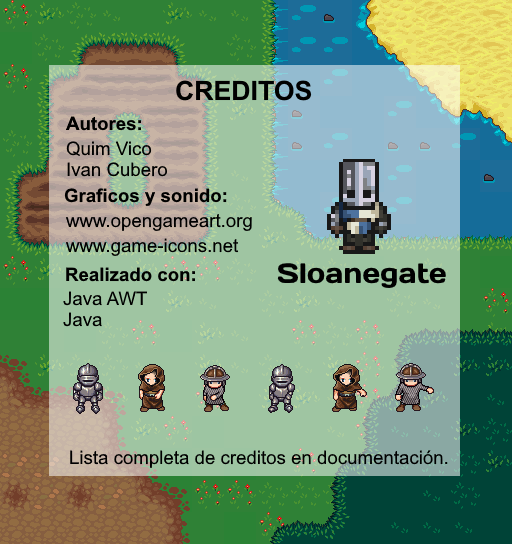 CREDITOS
Autores:
Quim Vico
Ivan Cubero
Graficos y sonido:
www.opengameart.org
www.game-icons.net
Realizado con:
Java AWT
Java
Sloanegate
Lista completa de creditos en documentación.